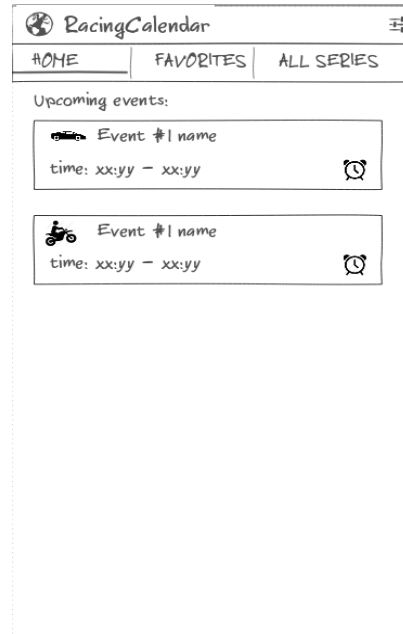 RacingCalendar
HOME FAVORITES ALL SERIES
Upcoming events:
Event #1 name
time: xx:yy - xx:yy
Event #1 name
time: xx:yy - xx:yy